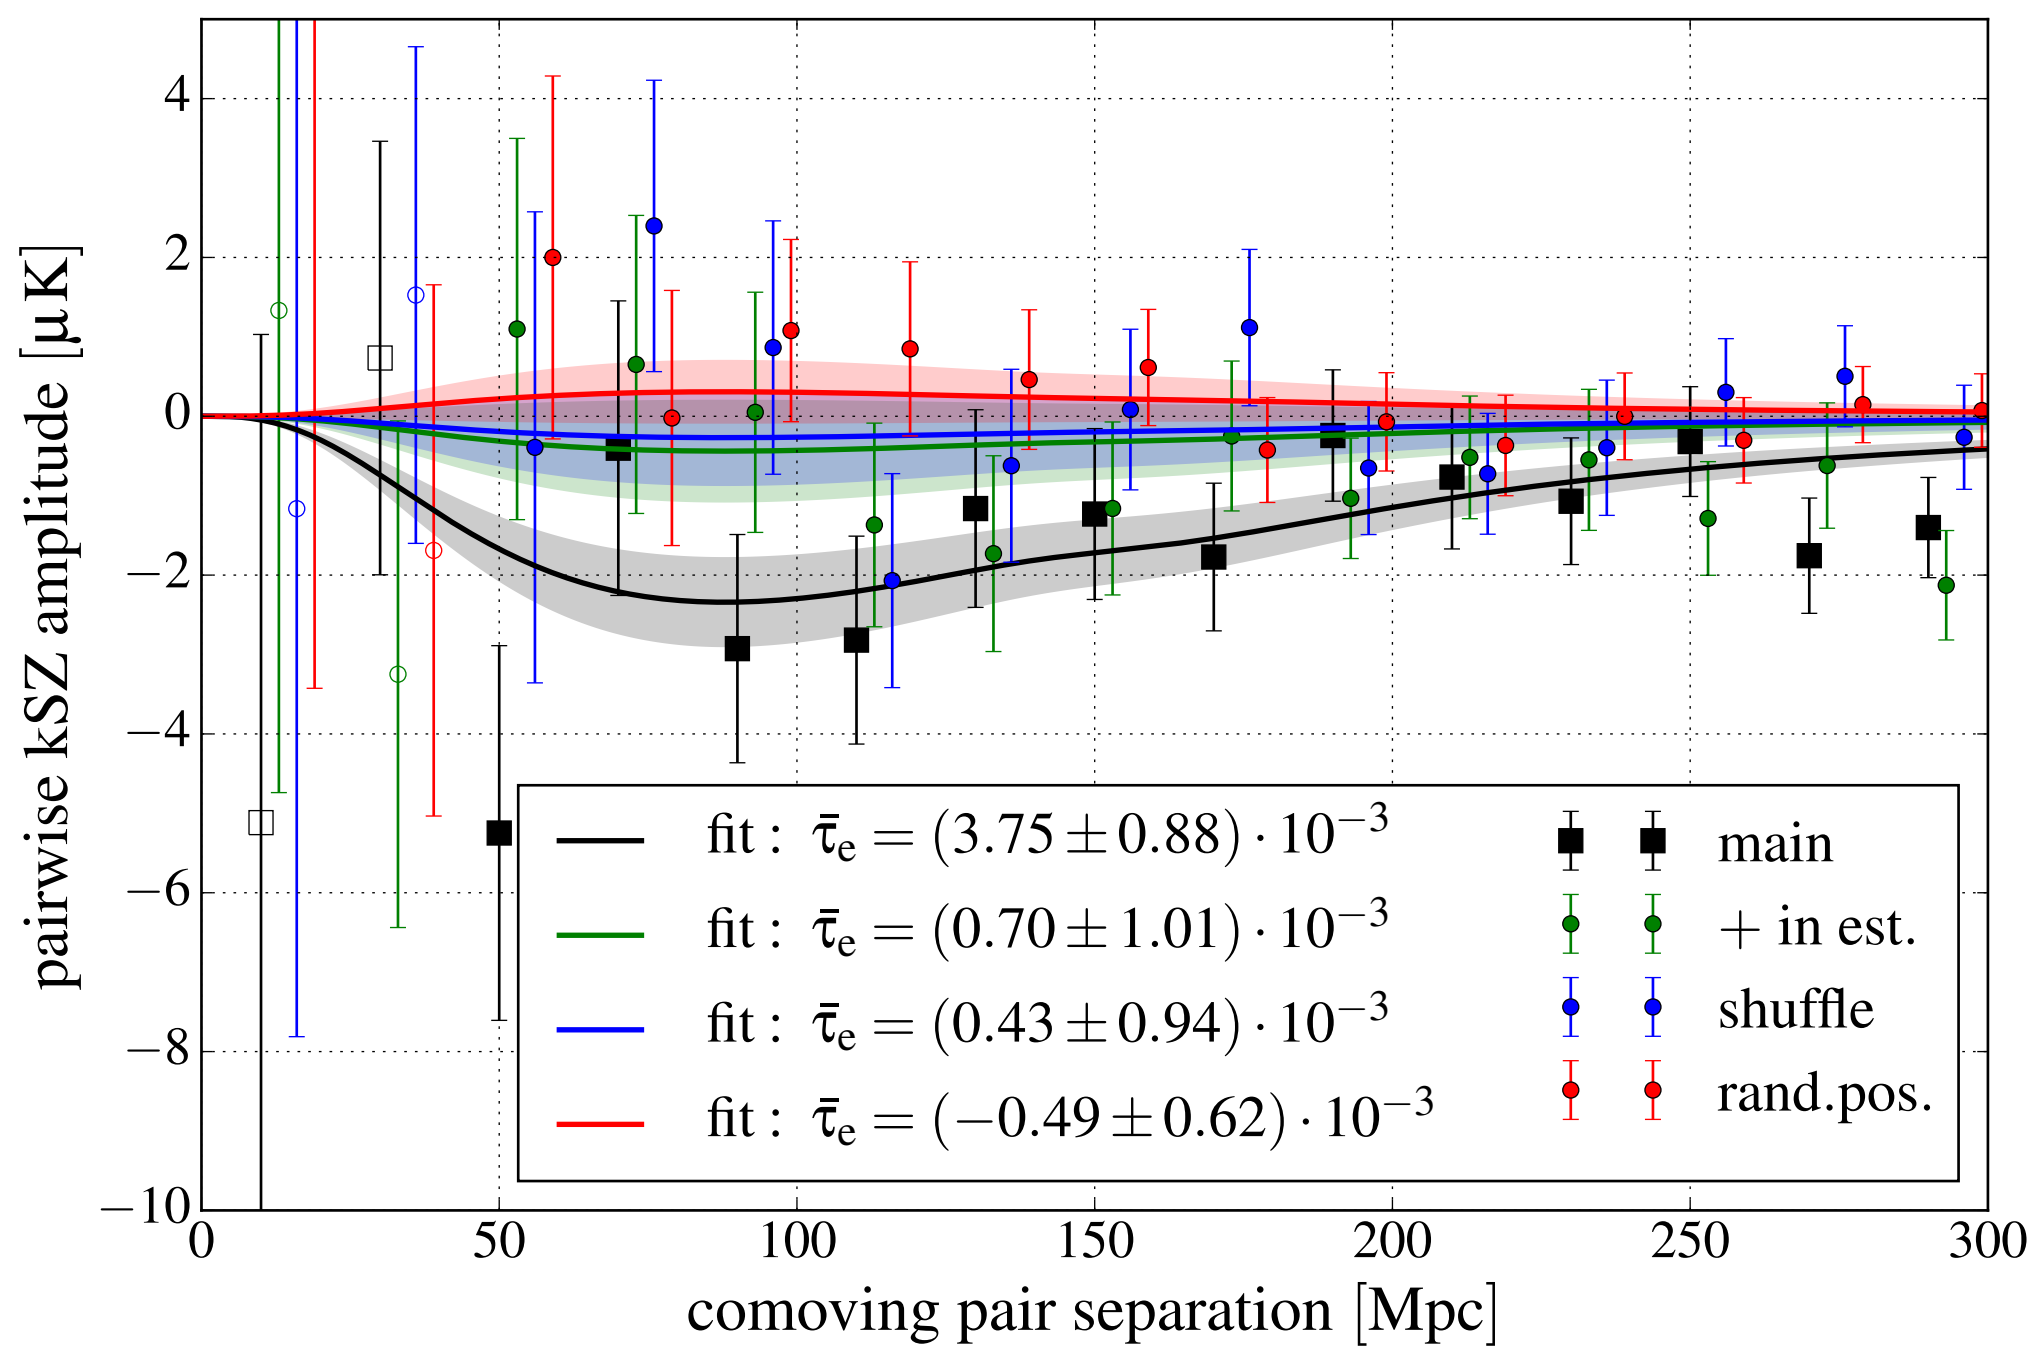 pairwise kSZ amplitude [μK]
4
2
0
−2
−4
−6
−8
−10
fit : τ̄e = (3.75 ± 0.88) · 10⁻³
fit : τ̄e = (0.70 ± 1.01) · 10⁻³
fit : τ̄e = (0.43 ± 0.94) · 10⁻³
fit : τ̄e = (−0.49 ± 0.62) · 10⁻³
main
+ in est.
shuffle
rand.pos.
0 50 100 150 200 250 300
comoving pair separation [Mpc]